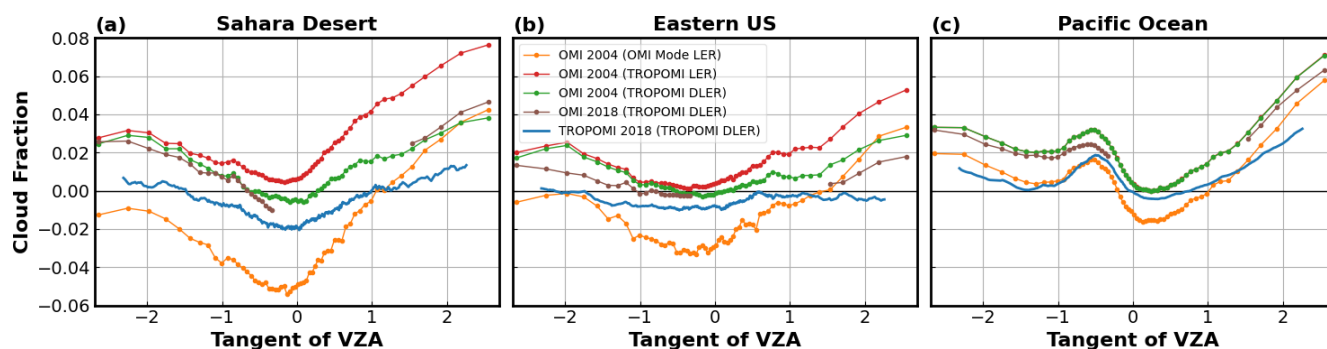 (a) Sahara Desert
(b) Eastern US
(c) Pacific Ocean
Cloud Fraction
0.08
0.06
0.04
0.02
0.00
−0.02
−0.04
−0.06
OMI 2004 (OMI Mode LER)
OMI 2004 (TROPOMI LER)
OMI 2004 (TROPOMI DLER)
OMI 2018 (TROPOMI DLER)
TROPOMI 2018 (TROPOMI DLER)
−2 −1 0 1 2
−2 −1 0 1 2
−2 −1 0 1 2
Tangent of VZA
Tangent of VZA
Tangent of VZA